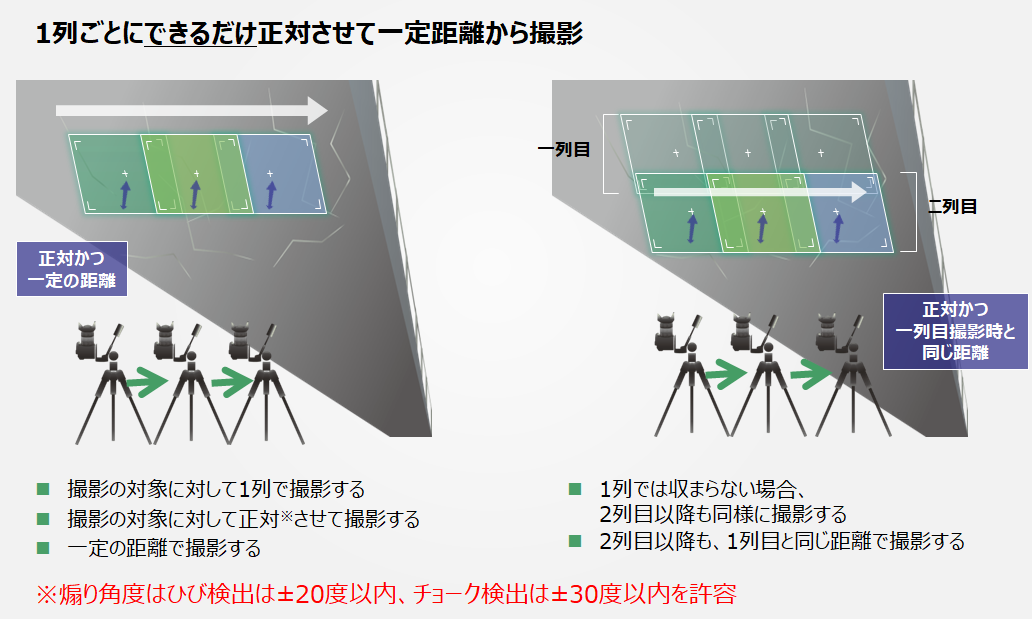 1列ごとにできるだけ正対させて一定距離から撮影
正対かつ
一定の距離
一列目
二列目
正対かつ
一列目撮影時と
同じ距離
■ 撮影の対象に対して1列で撮影する
■ 撮影の対象に対して正対※させて撮影する
■ 一定の距離で撮影する
■ 1列では収まらない場合、
2列目以降も同様に撮影する
■ 2列目以降も、1列目と同じ距離で撮影する
※煽り角度はひび検出は±20度以内、チョーク検出は±30度以内を許容